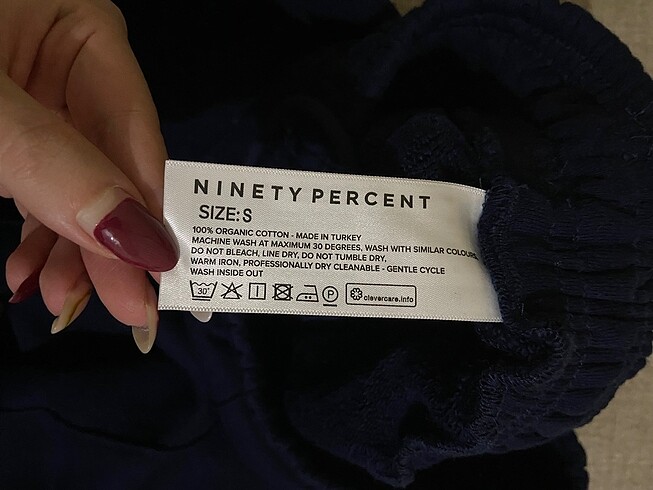 NINETY PERCENT
SIZE: S
100% ORGANIC COTTON - MADE IN TURKEY
MACHINE WASH AT MAXIMUM 30 DEGREES, WASH WITH SIMILAR COLOURS,
DO NOT BLEACH, LINE DRY, DO NOT TUMBLE DRY,
WARM IRON, PROFESSIONALLY DRY CLEANABLE - GENTLE CYCLE
WASH INSIDE OUT
30° P clevercare.info